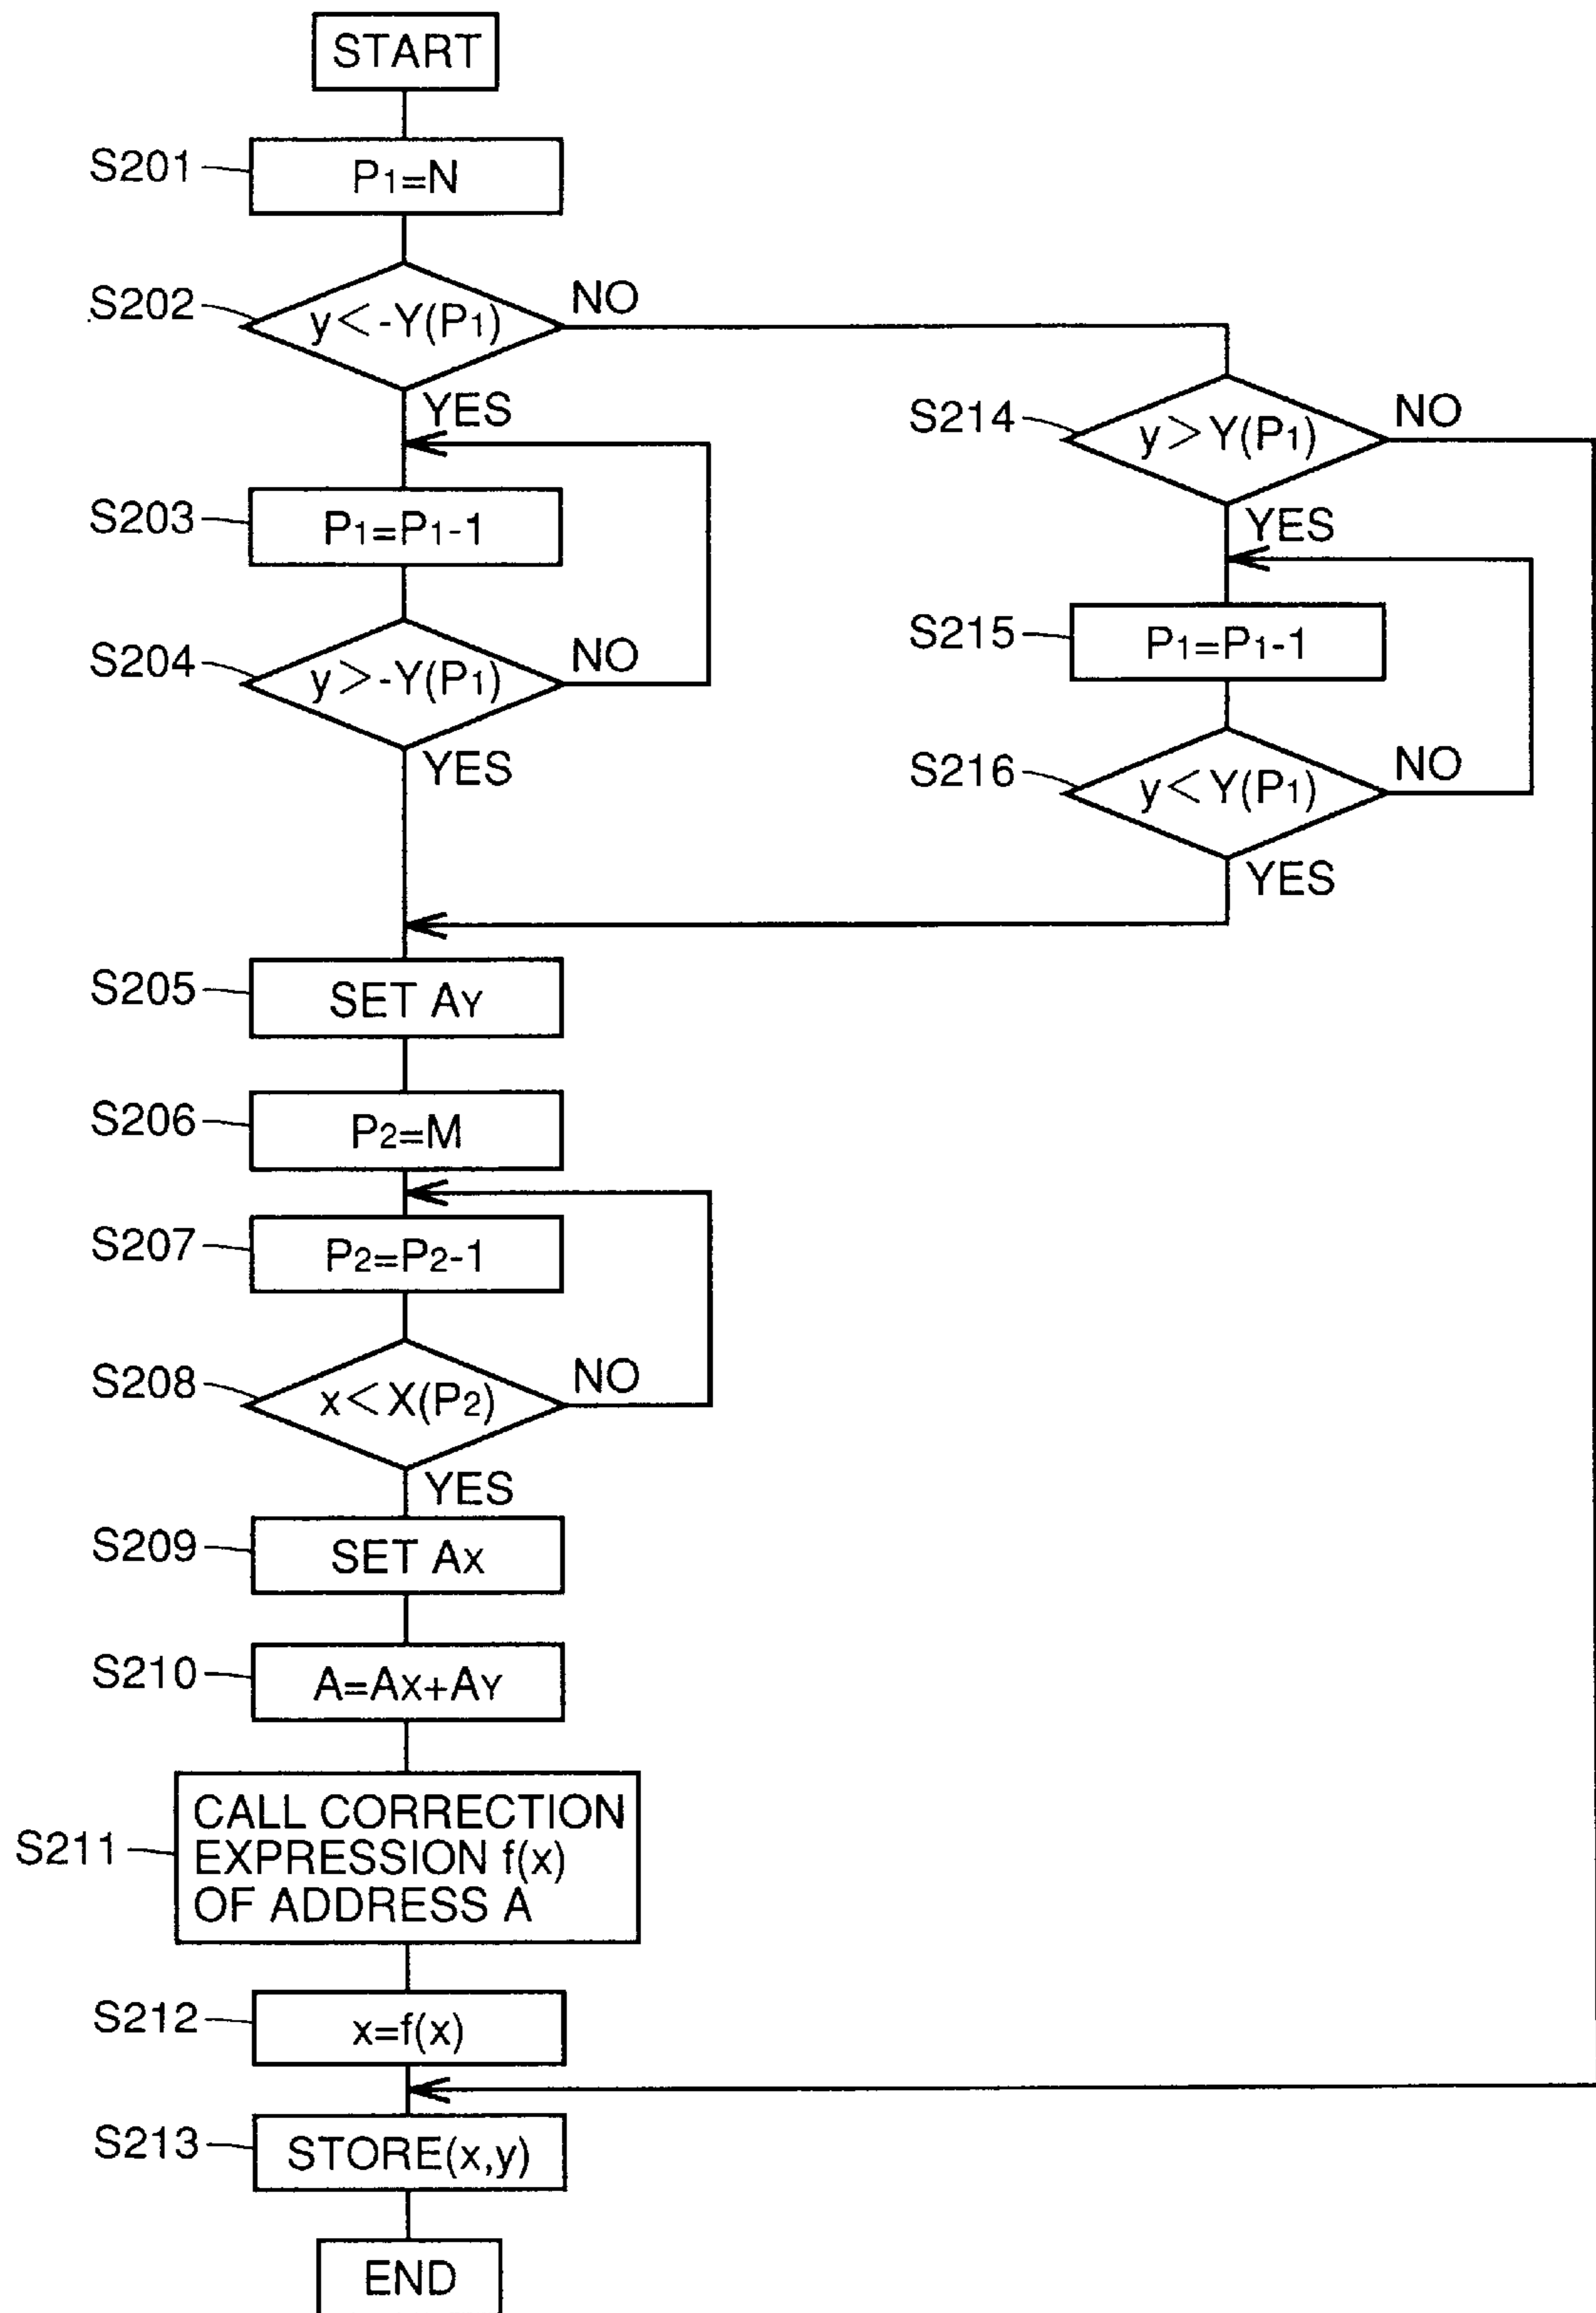 START
S201
P1=N
S202
y<-Y(P1)
NO
YES
S203
P1=P1-1
S204
y>-Y(P1)
NO
YES
S214
y>Y(P1)
NO
YES
S215
P1=P1-1
S216
y<Y(P1)
NO
YES
S205
SET AY
S206
P2=M
S207
P2=P2-1
S208
x<X(P2)
NO
YES
S209
SET AX
S210
A=AX+AY
S211
CALL CORRECTION
EXPRESSION f(x)
OF ADDRESS A
S212
x=f(x)
S213
STORE(x,y)
END